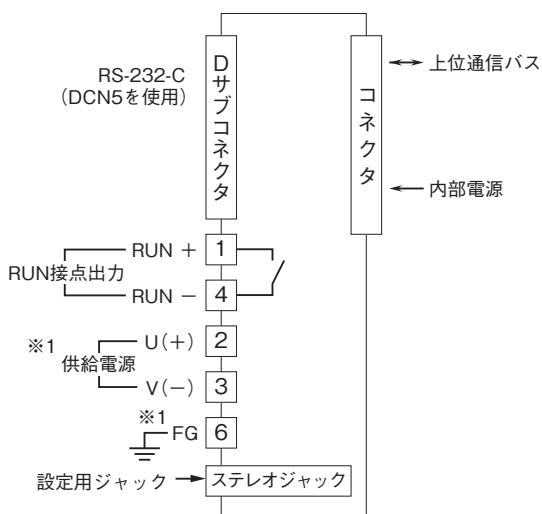 RS-232-C
（DCN5を使用）
Dサブコネクタ
コネクタ
上位通信バス
内部電源
RUN接点出力
RUN ＋
1
RUN －
4
※1
供給電源
U（＋）
2
V（－）
3
※1
FG
6
設定用ジャック
ステレオジャック